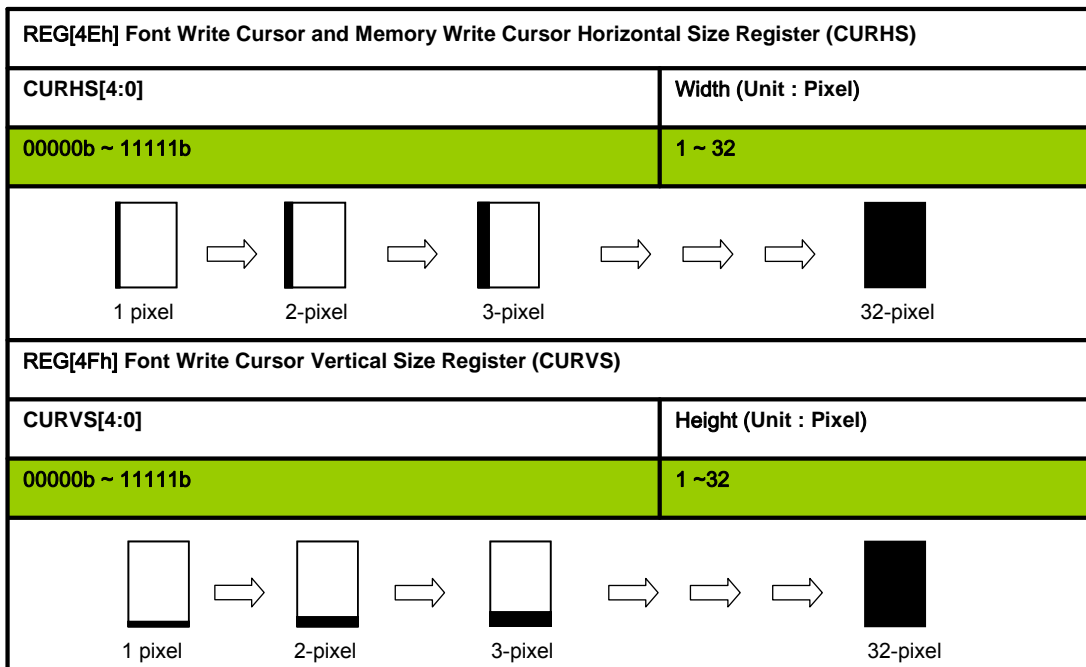 REG[4Eh] Font Write Cursor and Memory Write Cursor Horizontal Size Register (CURHS)
CURHS[4:0] Width (Unit : Pixel)
00000b ~ 11111b 1 ~ 32
1 pixel 2-pixel 3-pixel 32-pixel
REG[4Fh] Font Write Cursor Vertical Size Register (CURVS)
CURVS[4:0] Height (Unit : Pixel)
00000b ~ 11111b 1 ~32
1 pixel 2-pixel 3-pixel 32-pixel